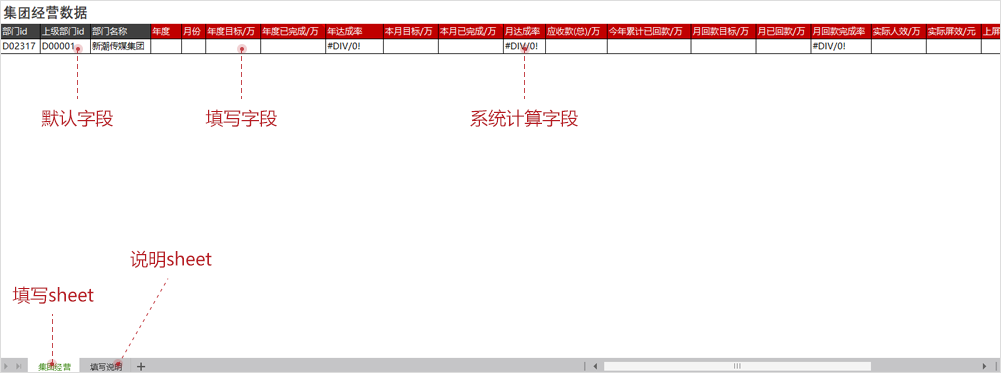 集团经营数据
部门id 上级部门id 部门名称 年度 月份 年度目标/万 年度已完成/万 年达成率 本月目标/万 本月已完成/万 月达成率 应收款(总)/万 今年累计已回款/万 月回款目标/万 月已回款/万 月回款完成率 实际人效/万 实际屏效/元 上屏
D02317 D00001 新潮传媒集团 #DIV/0! #DIV/0! #DIV/0!
默认字段 填写字段 系统计算字段
说明sheet
填写sheet
集团经营 填写说明 +